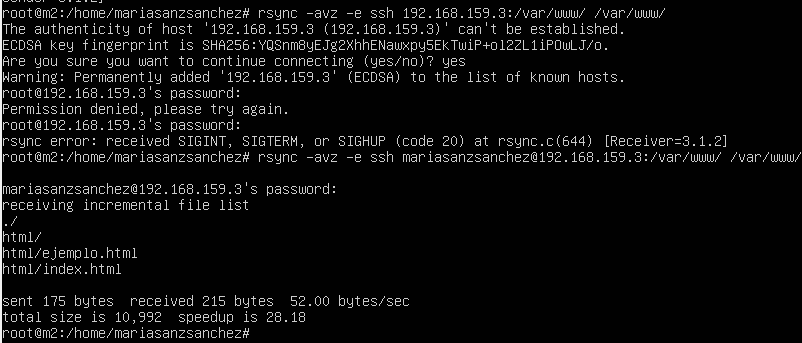 root@m2:/home/mariasanzsanchez# rsync -avz -e ssh 192.168.159.3:/var/www/ /var/www/
The authenticity of host '192.168.159.3 (192.168.159.3)' can't be established.
ECDSA key fingerprint is SHA256:YQSnm8yEJg2XhhENawxpy5EkTwiP+ol2ZL1iPOwLJ/o.
Are you sure you want to continue connecting (yes/no)? yes
Warning: Permanently added '192.168.159.3' (ECDSA) to the list of known hosts.
root@192.168.159.3's password:
Permission denied, please try again.
root@192.168.159.3's password:
rsync error: received SIGINT, SIGTERM, or SIGHUP (code 20) at rsync.c(644) [Receiver=3.1.2]
root@m2:/home/mariasanzsanchez# rsync -avz -e ssh mariasanzsanchez@192.168.159.3:/var/www/ /var/www/
mariasanzsanchez@192.168.159.3's password:
receiving incremental file list
./
html/
html/ejemplo.html
html/index.html
sent 175 bytes  received 215 bytes  52.00 bytes/sec
total size is 10,992  speedup is 28.18
root@m2:/home/mariasanzsanchez#